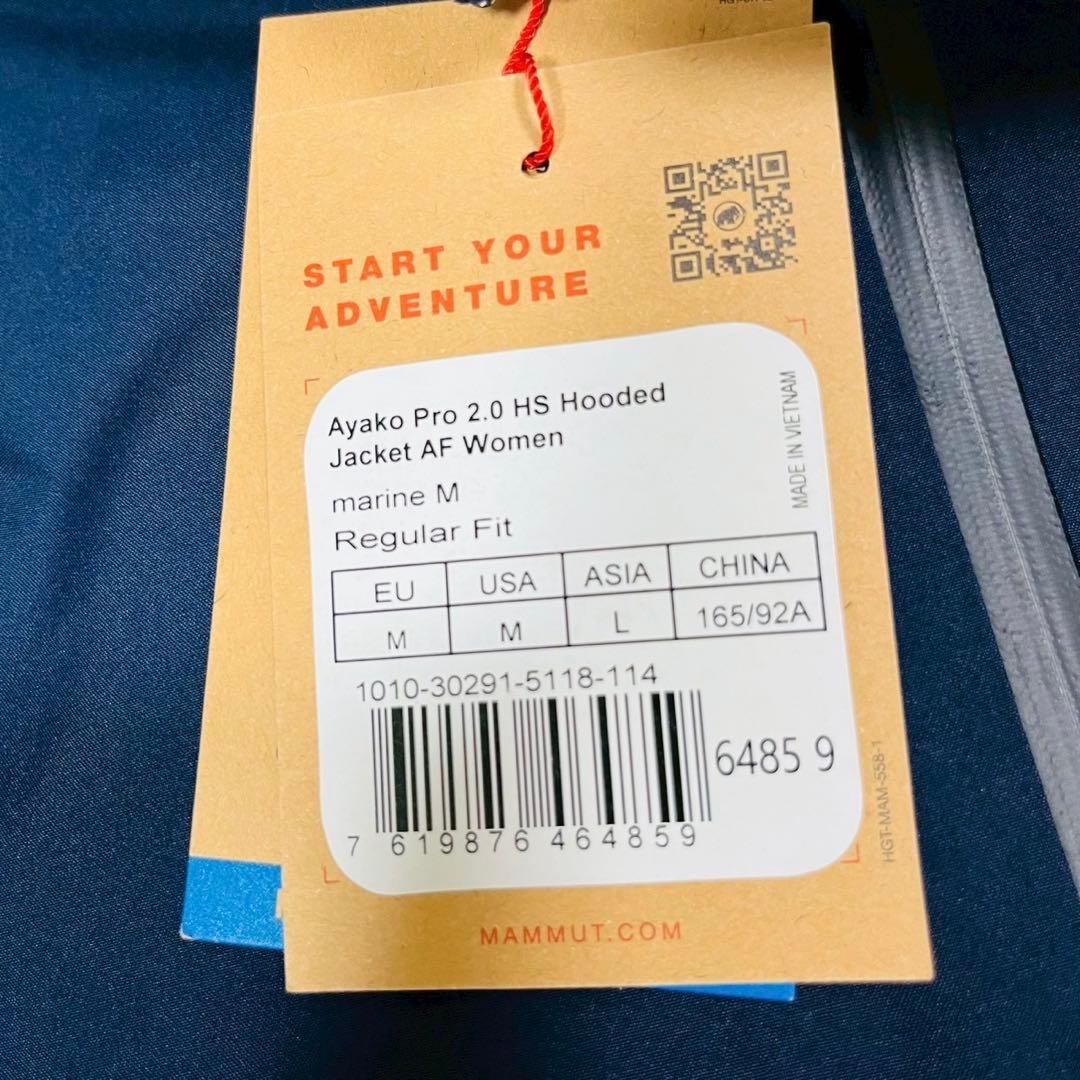 START YOUR
ADVENTURE
Ayako Pro 2.0 HS Hooded
Jacket AF Women
marine M
Regular Fit
MADE IN VIETNAM
EU USA ASIA CHINA
M M L 165/92A
1010-30291-5118-114
6485 9
7 619876 464859
HGT-MAM-558-1
MAMMUT.COM